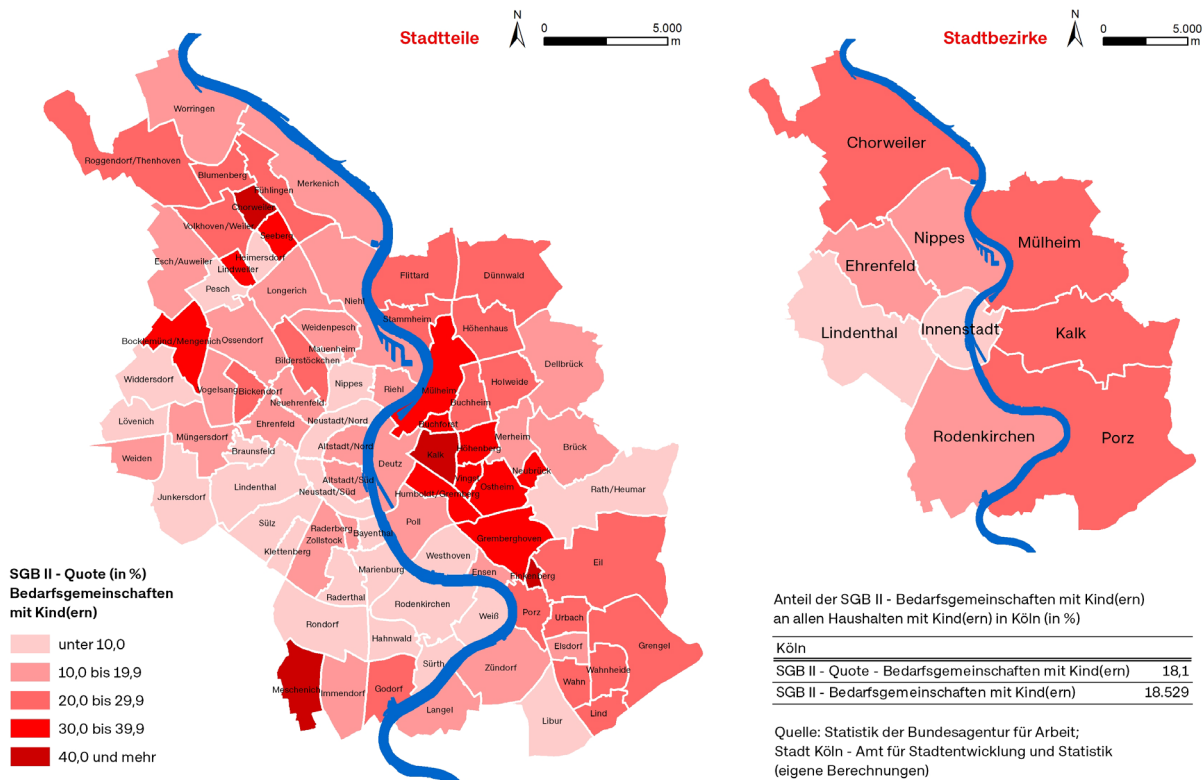 Stadtteile
N
0
5.000
m
Worringen
Roggendorf/Thenhoven
Blumenberg
Fühlingen
Merkenich
Chorweiler
Volkhoven/Weiler
Seeberg
Heimersdorf
Esch/Auweiler
Lindweiler
Pesch
Longerich
Niehl
Flittard
Dünnwald
Stammheim
Weidenpesch
Höhenhaus
Bocklemünd/Mengenich
Ossendorf
Mauenheim
Bilderstöckchen
Dellbrück
Widdersdorf
Vogelsang
Bickendorf
Nippes
Riehl
Mülheim
Holweide
Buchheim
Neuehrenfeld
Lövenich
Ehrenfeld
Neustadt/Nord
Buchforst
Müngersdorf
Altstadt/Nord
Höhenberg
Merheim
Brück
Braunsfeld
Kalk
Weiden
Deutz
Neubrück
Altstadt/Süd
Vingst
Ostheim
Lindenthal
Neustadt/Süd
Humboldt/Gremberg
Rath/Heumar
Junkersdorf
Sülz
Raderberg
Zollstock
Bayenthal
Poll
Gremberghoven
Klettenberg
Westhoven
Eil
Marienburg
Ensen
Finkenberg
Raderthal
Rodenkirchen
Weiß
Porz
Urbach
Rondorf
Hahnwald
Elsdorf
Grengel
Sürth
Zündorf
Wahnheide
Wahn
Meschenich
Immendorf
Godorf
Langel
Lind
Libur
SGB II - Quote (in %)
Bedarfsgemeinschaften
mit Kind(ern)
unter 10,0
10,0 bis 19,9
20,0 bis 29,9
30,0 bis 39,9
40,0 und mehr
Stadtbezirke
N
0
5.000
m
Chorweiler
Nippes
Mülheim
Ehrenfeld
Lindenthal
Innenstadt
Kalk
Rodenkirchen
Porz
Anteil der SGB II - Bedarfsgemeinschaften mit Kind(ern)
an allen Haushalten mit Kind(ern) in Köln (in %)
Köln
SGB II - Quote - Bedarfsgemeinschaften mit Kind(ern) 18,1
SGB II - Bedarfsgemeinschaften mit Kind(ern) 18.529
Quelle: Statistik der Bundesagentur für Arbeit;
Stadt Köln - Amt für Stadtentwicklung und Statistik
(eigene Berechnungen)